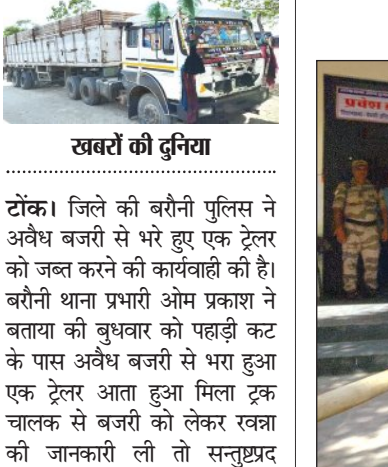 खबरों की दुनिया
टोंक। जिले की बरौनी पुलिस ने
अवैध बजरी से भरे हुए एक ट्रेलर
को जब्त करने की कार्यवाही की है।
बरौनी थाना प्रभारी ओम प्रकाश ने
बताया की बुधवार को पहाड़ी कट
के पास अवैध बजरी से भरा हुआ
एक ट्रेलर आता हुआ मिला ट्रक
चालक से बजरी को लेकर रवन्ना
की जानकारी ली तो सन्तुष्टप्रद
प्रवेश